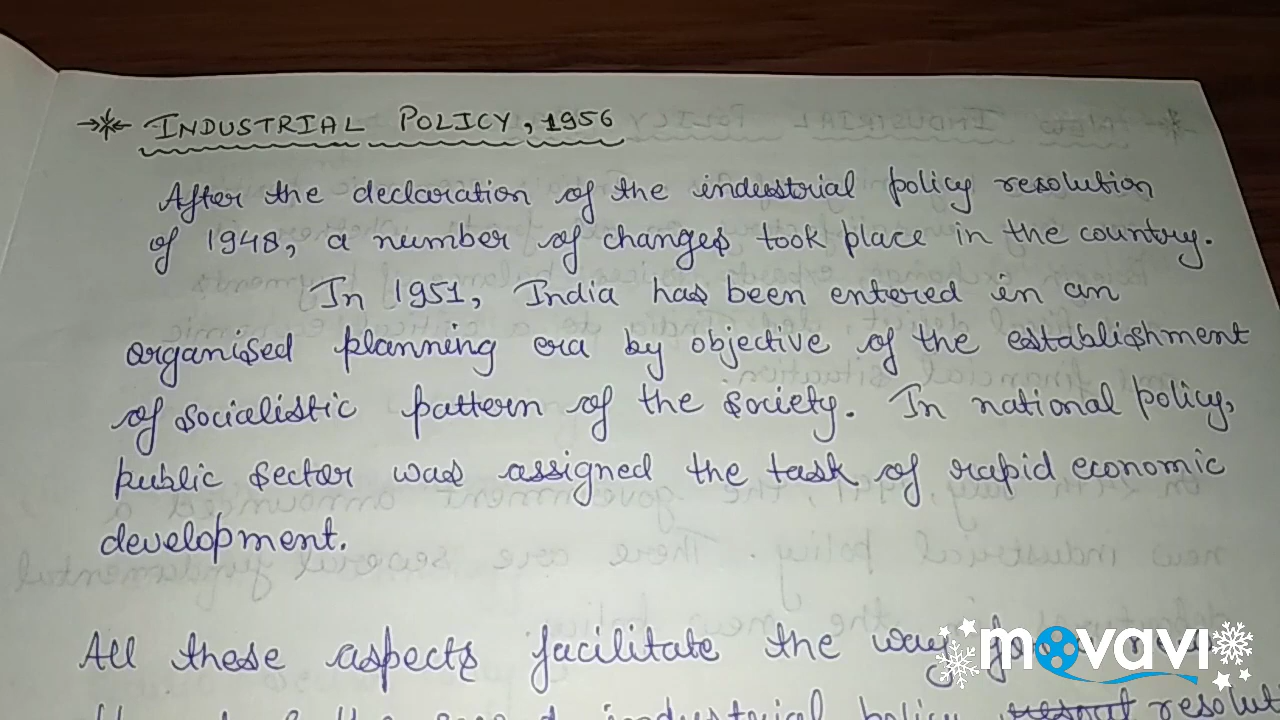 INDUSTRIAL POLICY, 1956
After the declaration of the industrial policy resolution
of 1948, a number of changes took place in the country.
In 1951, India has been entered in an
organised planning era by objective of the establishment
of socialistic pattern of the society. In national policy,
public sector was assigned the task of rapid economic
development.
All these aspects facilitate the way
industrial policy resolut
movavi